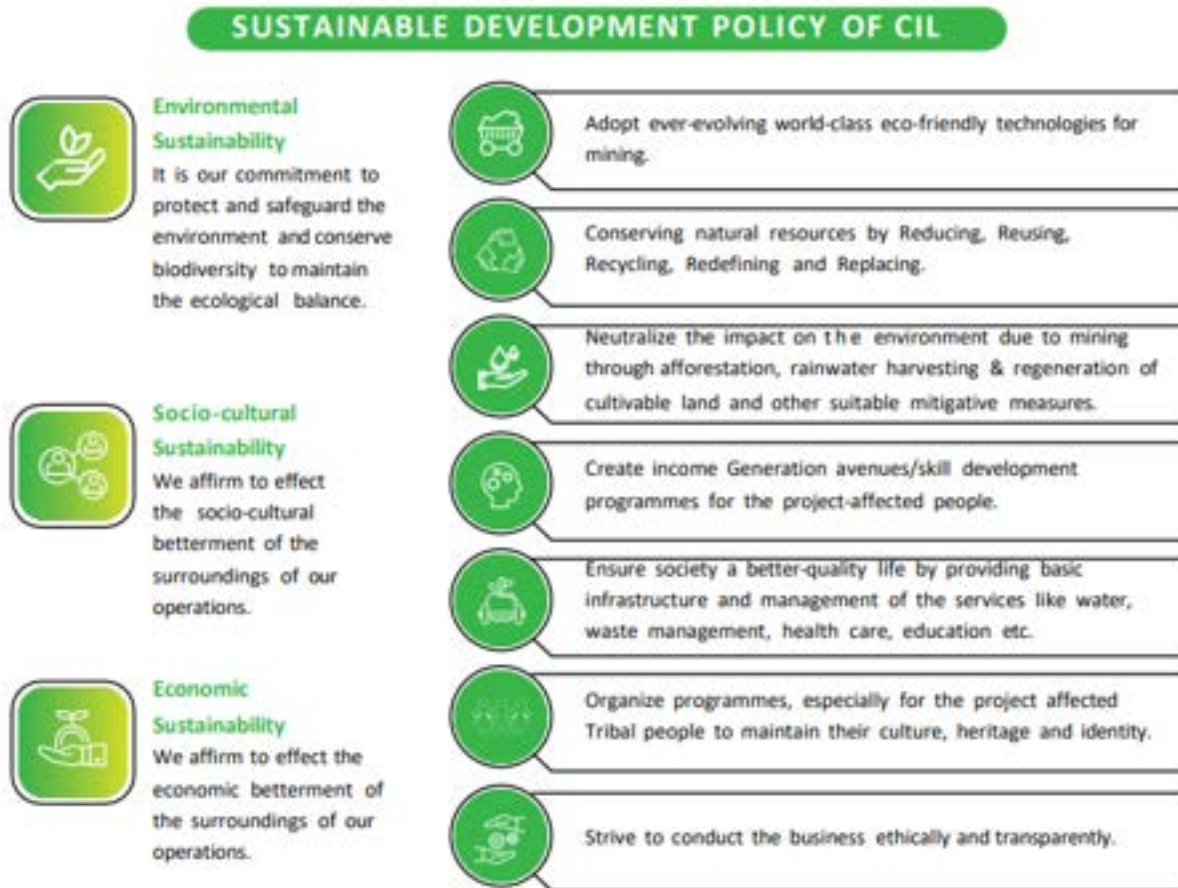 SUSTAINABLE DEVELOPMENT POLICY OF CIL
Environmental
Sustainability
It is our commitment to
protect and safeguard the
environment and conserve
biodiversity to maintain
the ecological balance.
Socio-cultural
Sustainability
We affirm to effect
the socio-cultural
betterment of the
surroundings of our
operations.
Economic
Sustainability
We affirm to effect the
economic betterment of
the surroundings of our
operations.
Adopt ever-evolving world-class eco-friendly technologies for
mining.
Conserving natural resources by Reducing, Reusing,
Recycling, Redefining and Replacing.
Neutralize the impact on the environment due to mining
through afforestation, rainwater harvesting & regeneration of
cultivable land and other suitable mitigative measures.
Create income Generation avenues/skill development
programmes for the project-affected people.
Ensure society a better-quality life by providing basic
infrastructure and management of the services like water,
waste management, health care, education etc.
Organize programmes, especially for the project affected
Tribal people to maintain their culture, heritage and identity.
Strive to conduct the business ethically and transparently.